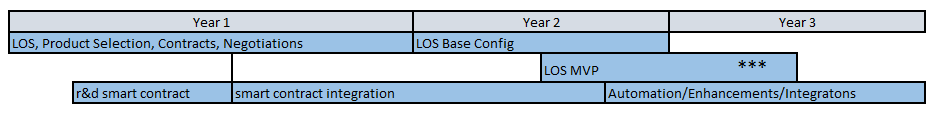 Year 1
Year 2
Year 3
LOS, Product Selection, Contracts, Negotiations
LOS Base Config
LOS MVP
***
r&d smart contract
smart contract integration
Automation/Enhancements/Integratons